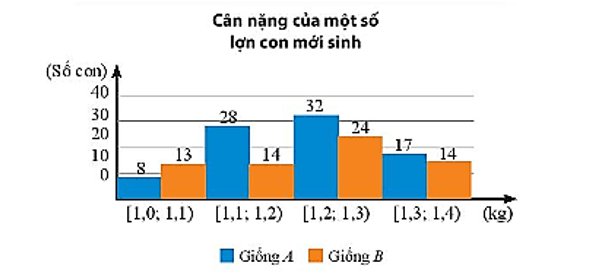 Cân nặng của một số
lợn con mới sinh
(Số con)
40
30
20
10
0
8
13
28
14
32
24
17
14
[1,0; 1,1)
[1,1; 1,2)
[1,2; 1,3)
[1,3; 1,4)
(kg)
Giống A
Giống B